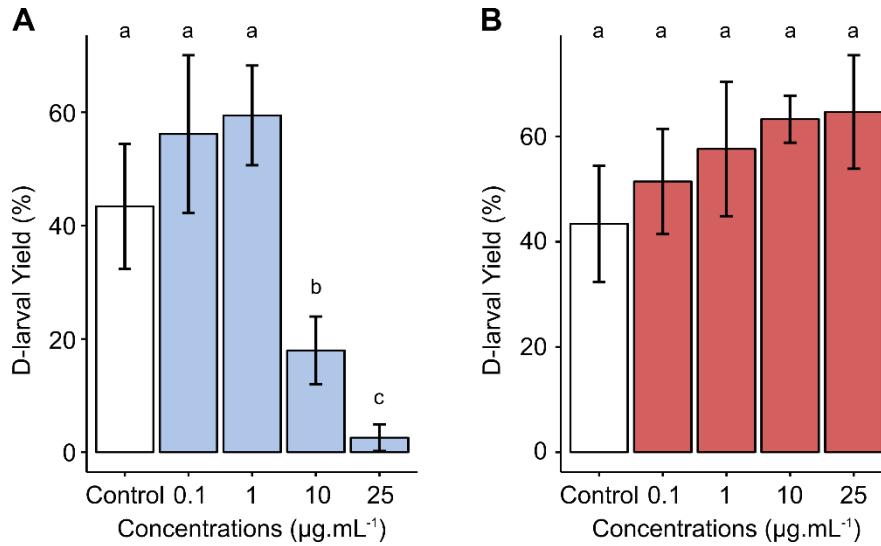 A
a a a
b
c
60
40
20
0
D-larval Yield (%)
Control 0.1 1 10 25
Concentrations (µg.mL-1)
B
a a a a a
60
40
20
0
D-larval Yield (%)
Control 0.1 1 10 25
Concentrations (µg.mL-1)